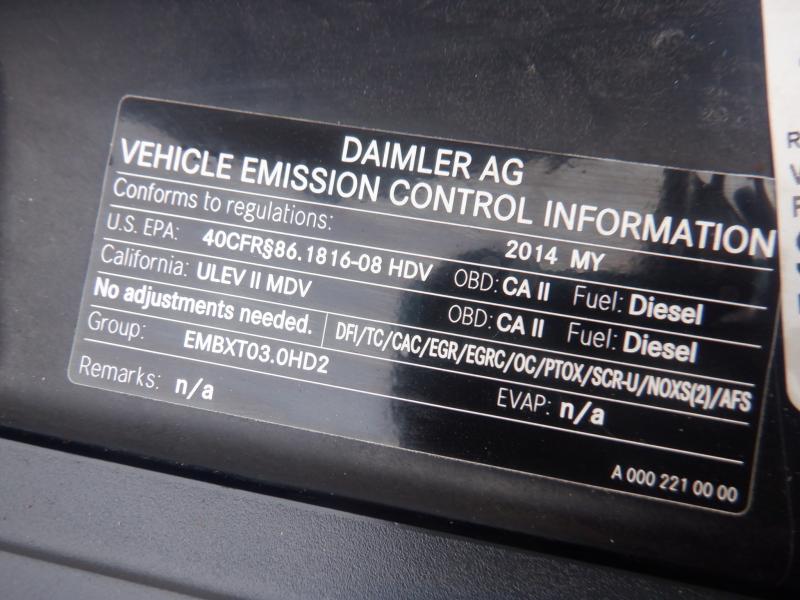 DAIMLER AG
VEHICLE EMISSION CONTROL INFORMATION
Conforms to regulations: 2014 MY
U.S. EPA: 40CFR§86.1816-08 HDV OBD: CA II Fuel: Diesel
California: ULEV II MDV OBD: CA II Fuel: Diesel
No adjustments needed. DFI/TC/CAC/EGR/EGRC/OC/PTOX/SCR-U/NOXS(2)/AFS
Group: EMBXT03.0HD2 EVAP: n/a
Remarks: n/a
A 000 221 00 00